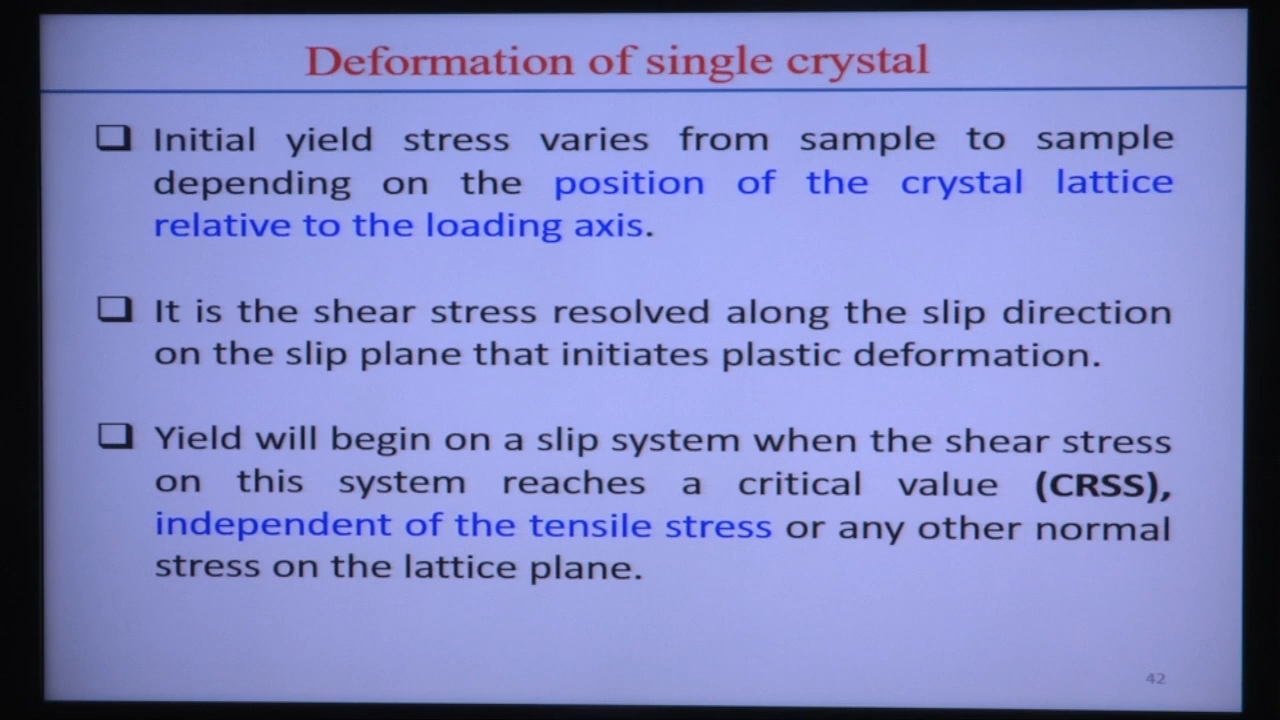 Deformation of single crystal
❑ Initial yield stress varies from sample to sample
depending on the position of the crystal lattice
relative to the loading axis.
❑ It is the shear stress resolved along the slip direction
on the slip plane that initiates plastic deformation.
❑ Yield will begin on a slip system when the shear stress
on this system reaches a critical value (CRSS),
independent of the tensile stress or any other normal
stress on the lattice plane.
42